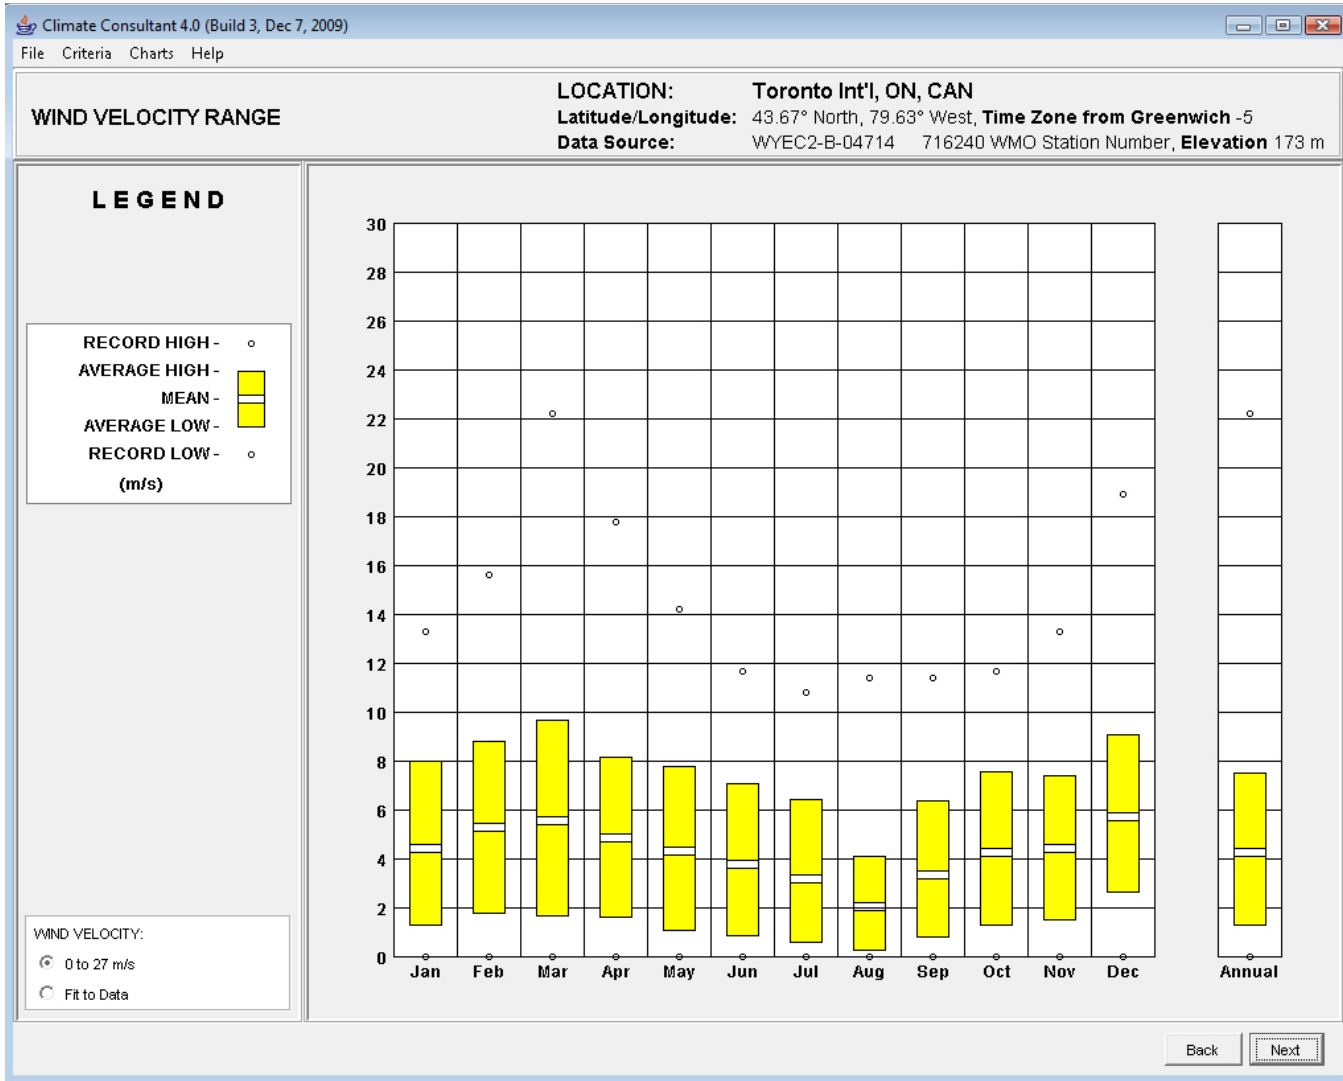 Climate Consultant 4.0 (Build 3, Dec 7, 2009)
File Criteria Charts Help
WIND VELOCITY RANGE
LOCATION: Toronto Int'l, ON, CAN
Latitude/Longitude: 43.67° North, 79.63° West, Time Zone from Greenwich -5
Data Source: WYEC2-B-04714 716240 WMO Station Number, Elevation 173 m
LEGEND
RECORD HIGH -
AVERAGE HIGH -
MEAN -
AVERAGE LOW -
RECORD LOW -
(m/s)
WIND VELOCITY:
0 to 27 m/s
Fit to Data
30
28
26
24
22
20
18
16
14
12
10
8
6
4
2
0
Jan Feb Mar Apr May Jun Jul Aug Sep Oct Nov Dec Annual
Back Next